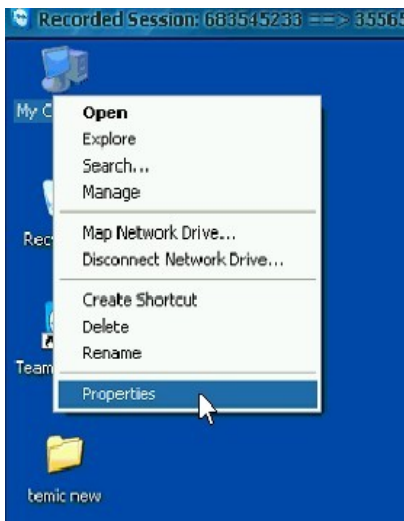 Recorded Session: 683545233 ==> 35565
My C
Open
Explore
Search...
Manage
Rec
Map Network Drive...
Disconnect Network Drive...
Create Shortcut
Delete
Rename
Team
Properties
temic new